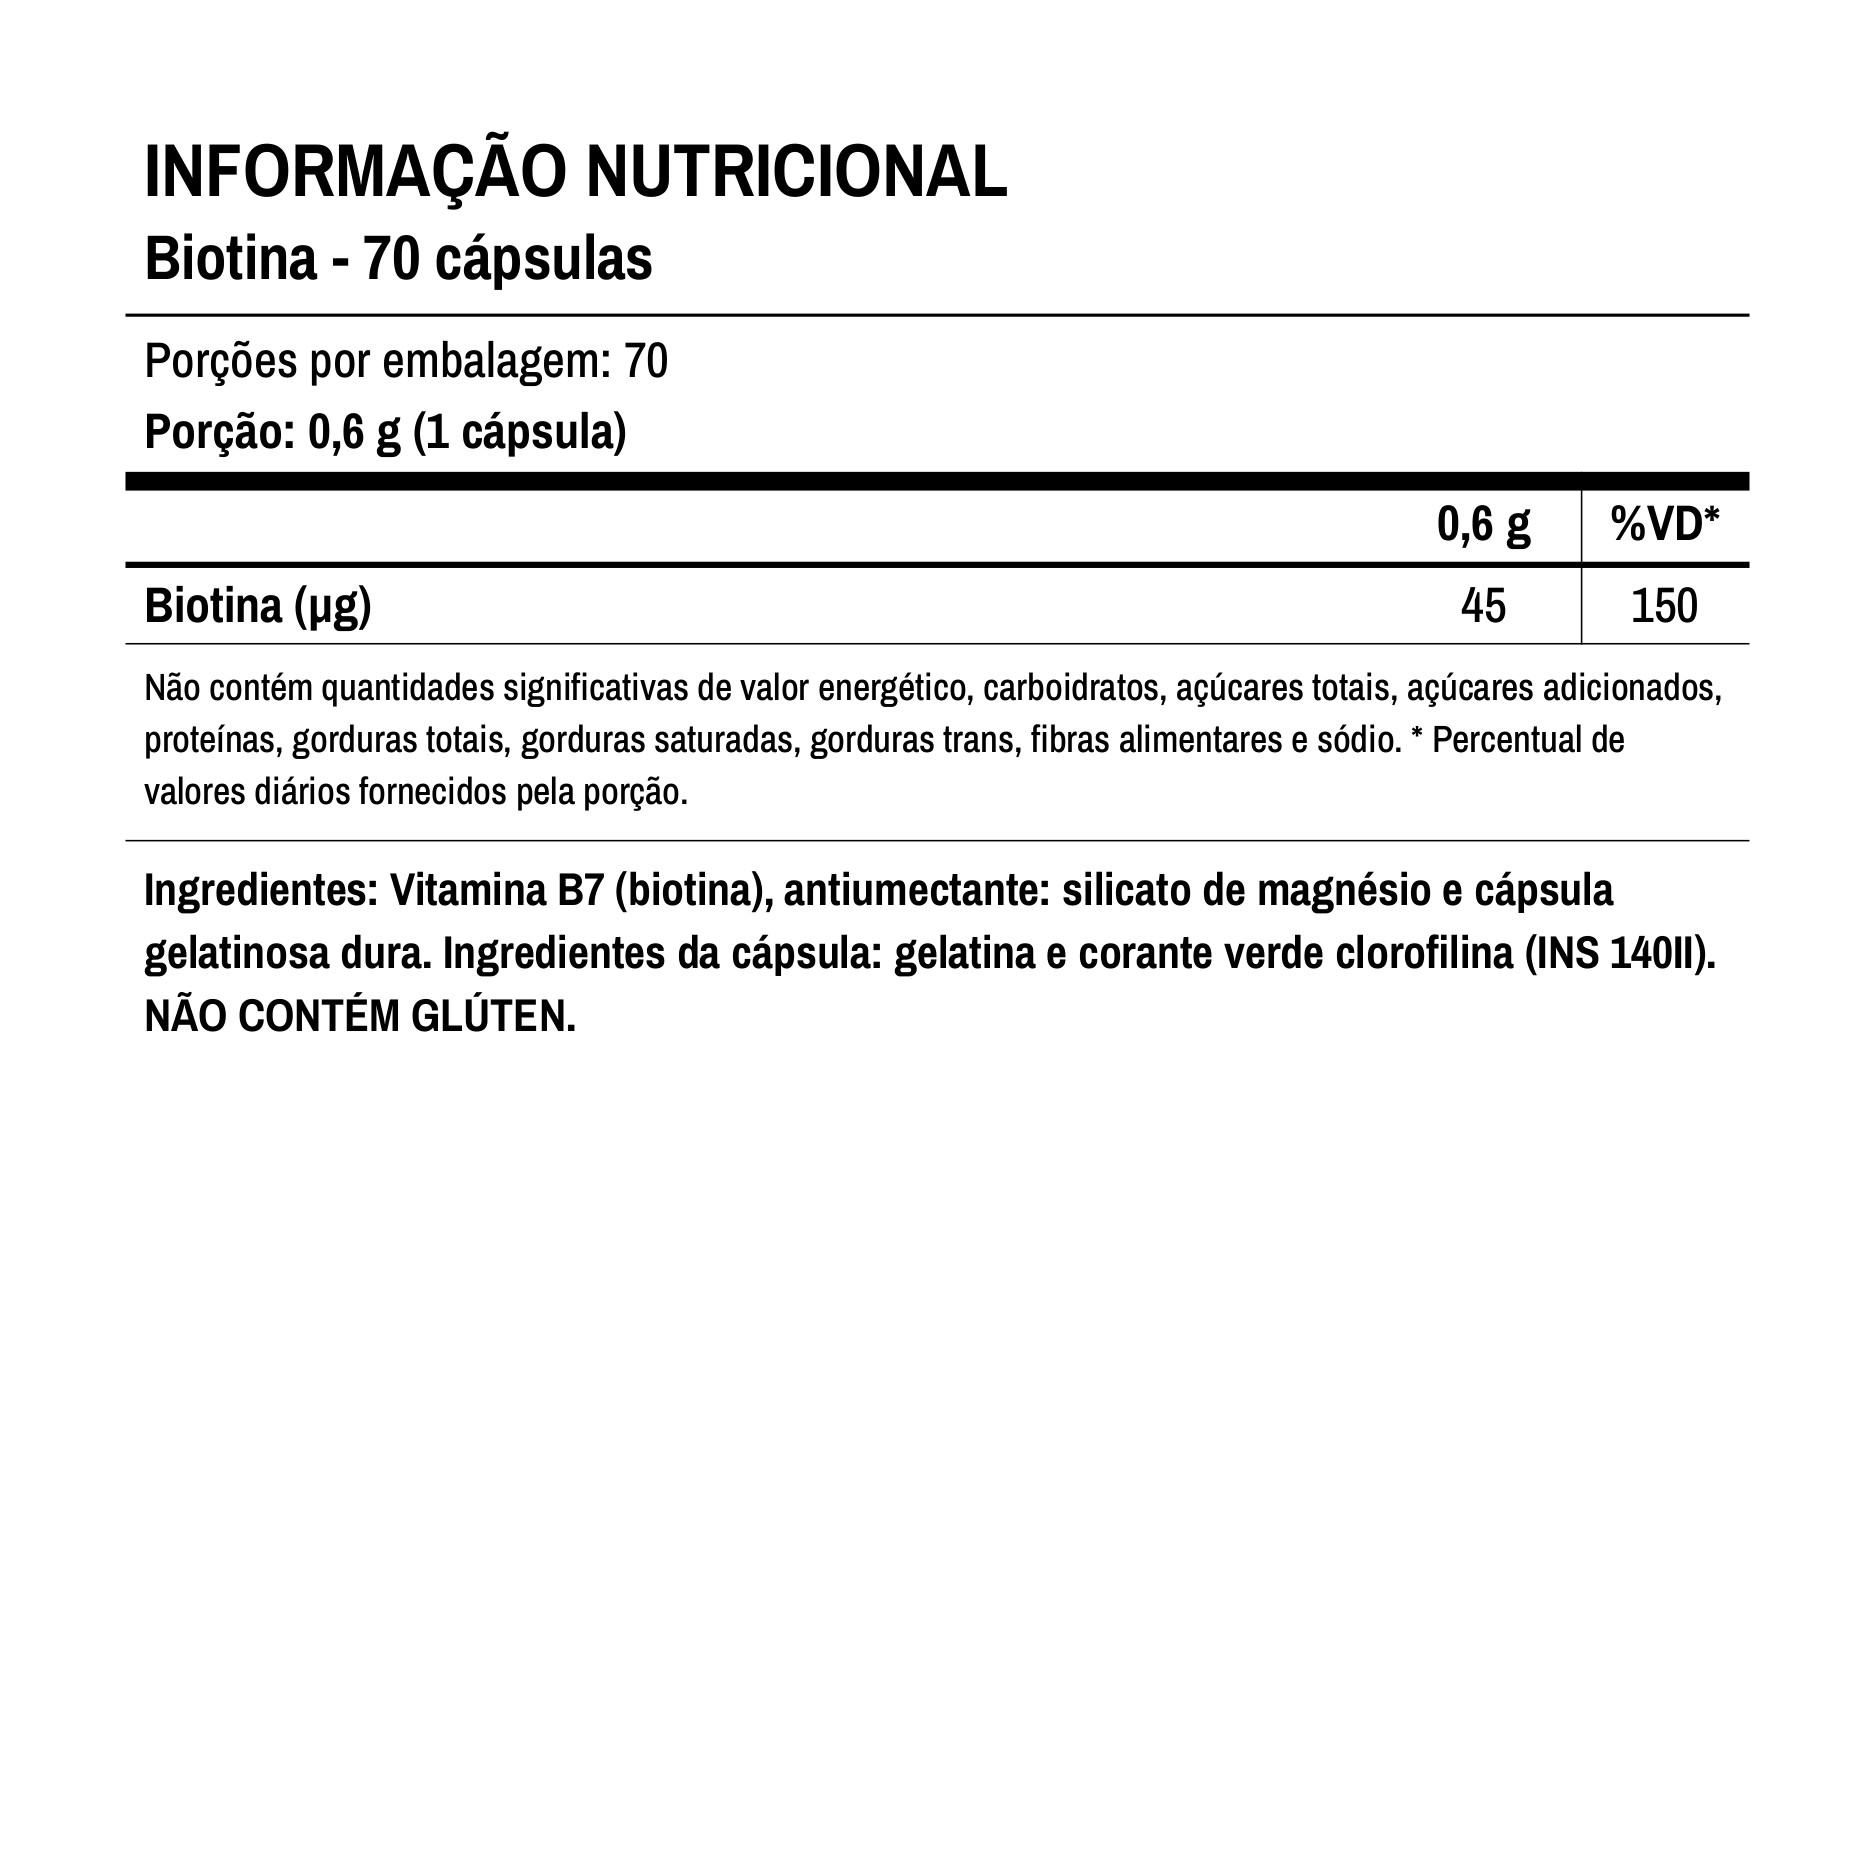 INFORMAÇÃO NUTRICIONAL
Biotina - 70 cápsulas
Porções por embalagem: 70
Porção: 0,6 g (1 cápsula)
0,6 g %VD*
Biotina (µg) 45 150
Não contém quantidades significativas de valor energético, carboidratos, açúcares totais, açúcares adicionados,
proteínas, gorduras totais, gorduras saturadas, gorduras trans, fibras alimentares e sódio. * Percentual de
valores diários fornecidos pela porção.
Ingredientes: Vitamina B7 (biotina), antiumectante: silicato de magnésio e cápsula
gelatinosa dura. Ingredientes da cápsula: gelatina e corante verde clorofilina (INS 140II).
NÃO CONTÉM GLÚTEN.